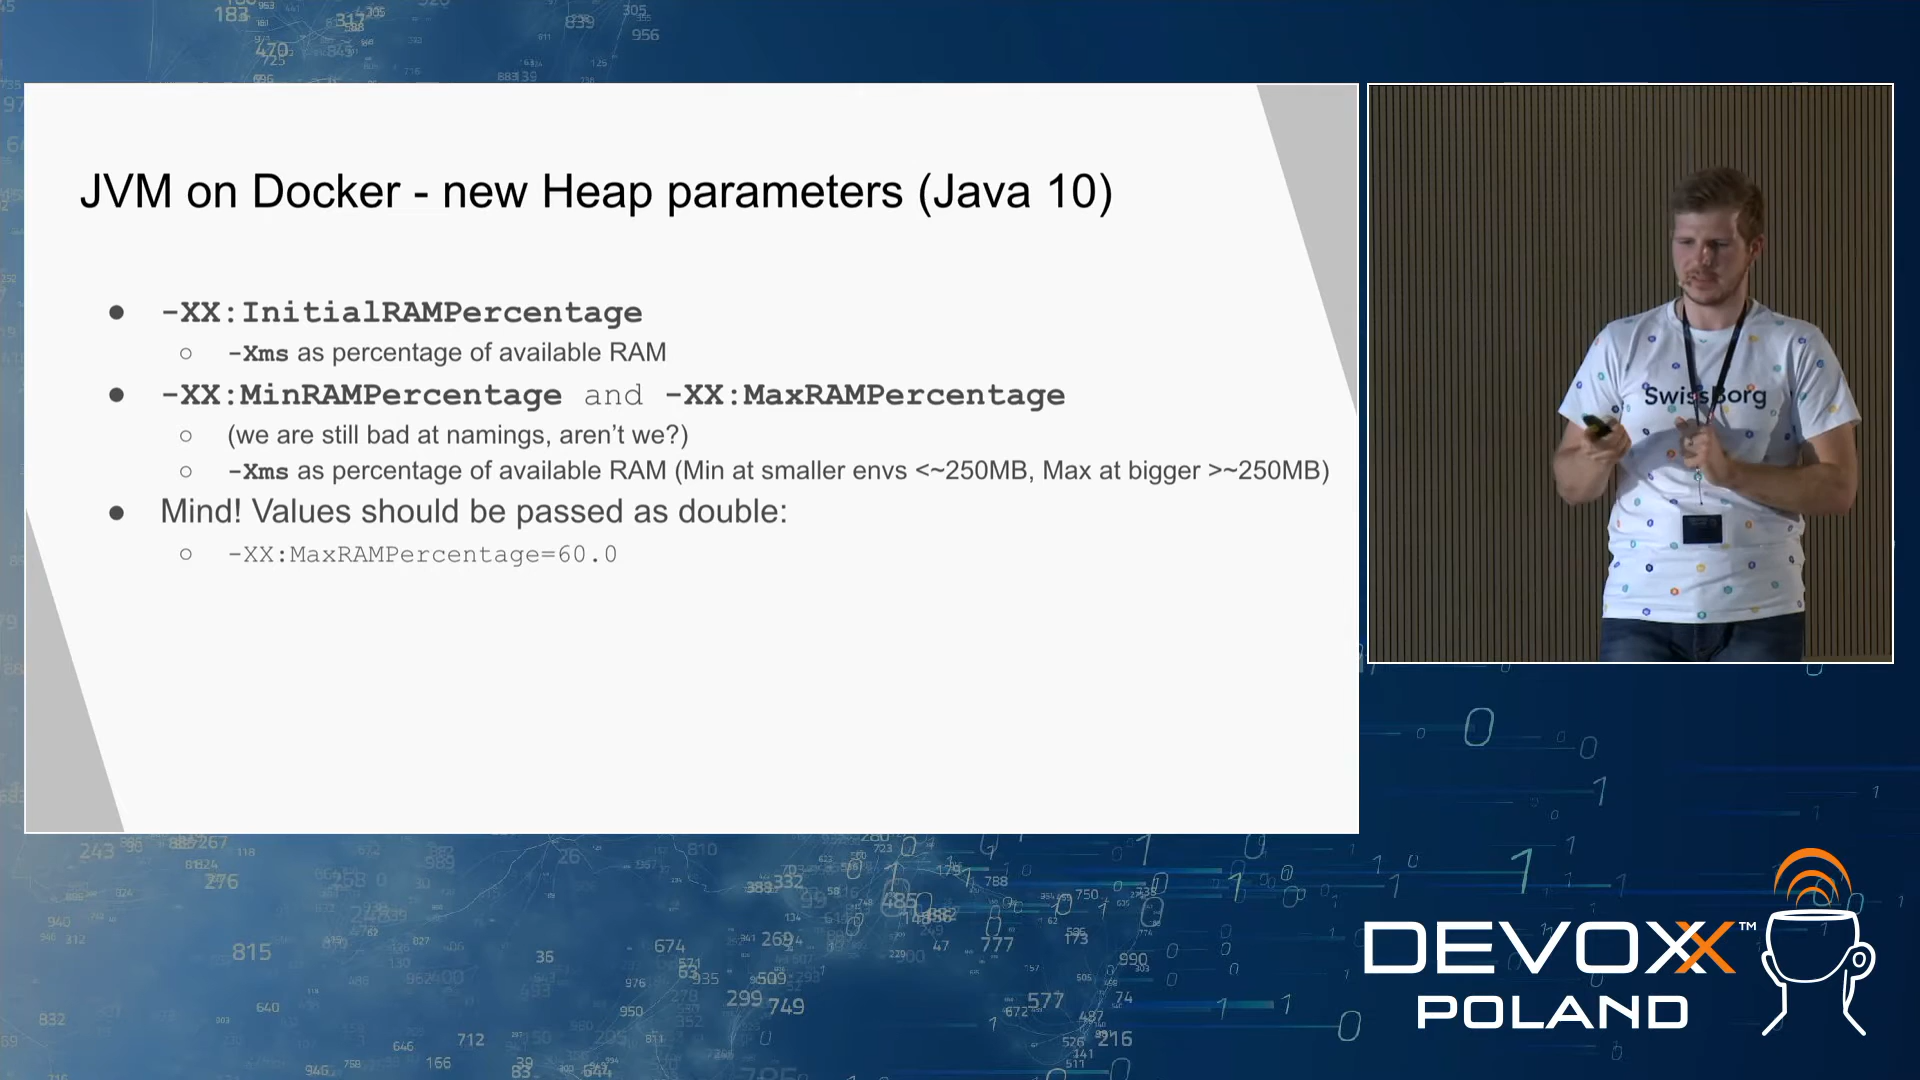 JVM on Docker - new Heap parameters (Java 10)
● -XX:InitialRAMPercentage
○ -Xms as percentage of available RAM
● -XX:MinRAMPercentage and -XX:MaxRAMPercentage
○ (we are still bad at namings, aren't we?)
○ -Xms as percentage of available RAM (Min at smaller envs <~250MB, Max at bigger >~250MB)
● Mind! Values should be passed as double:
○ -XX:MaxRAMPercentage=60.0
SwissBorg
DEVOXX™
POLAND